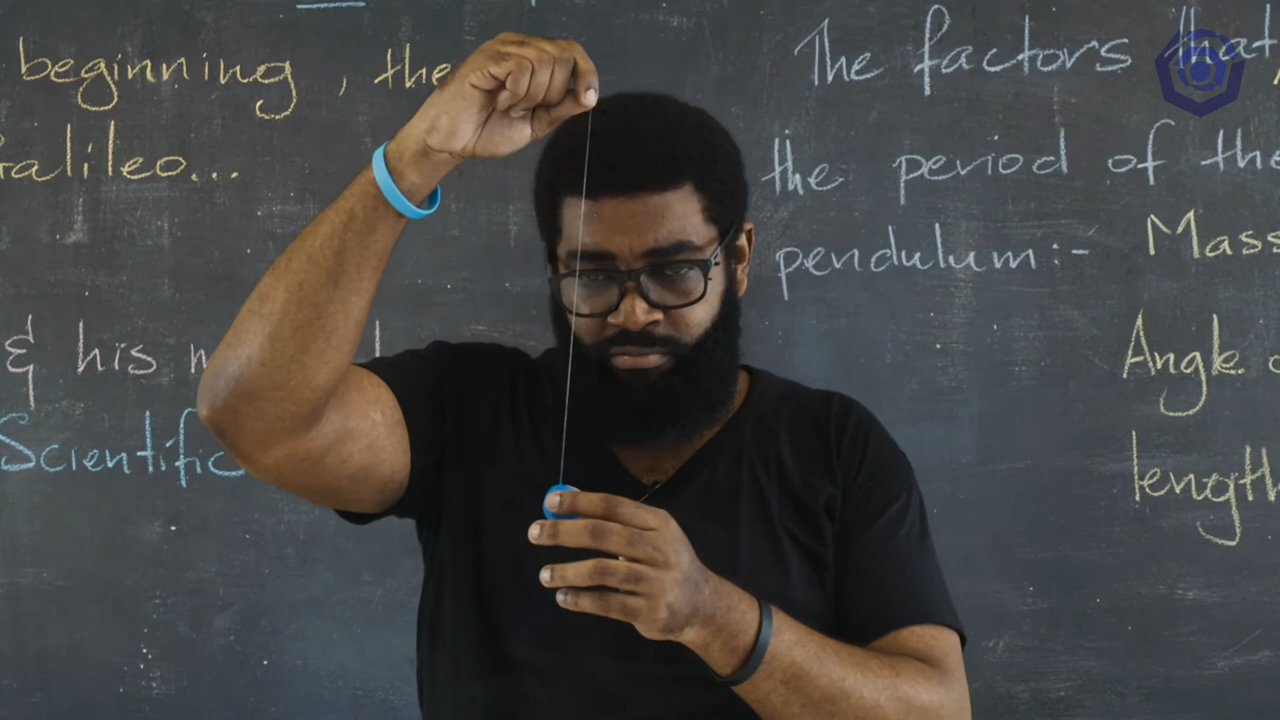 beginning, the
Galileo...
& his
Scientific
The factors that
the period of the
pendulum:- Mass
Angle
length